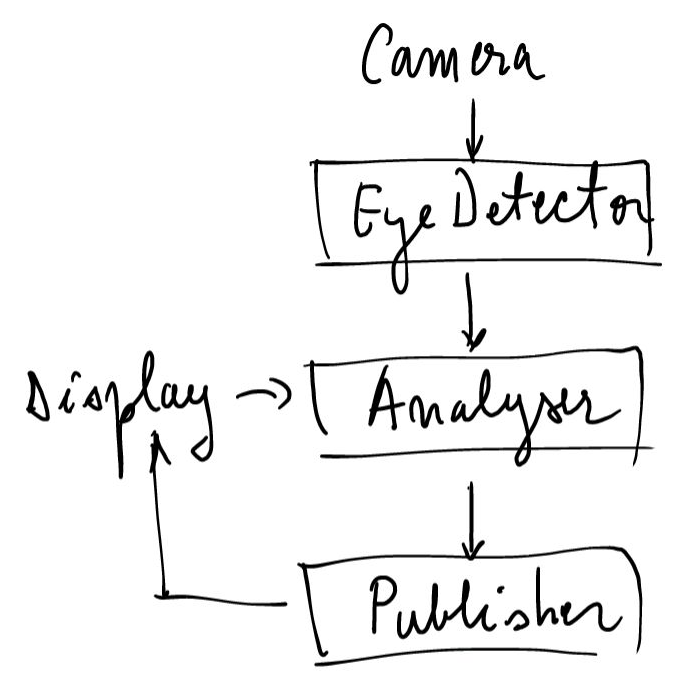 Camera
Eye Detector
Display
Analyser
Publisher